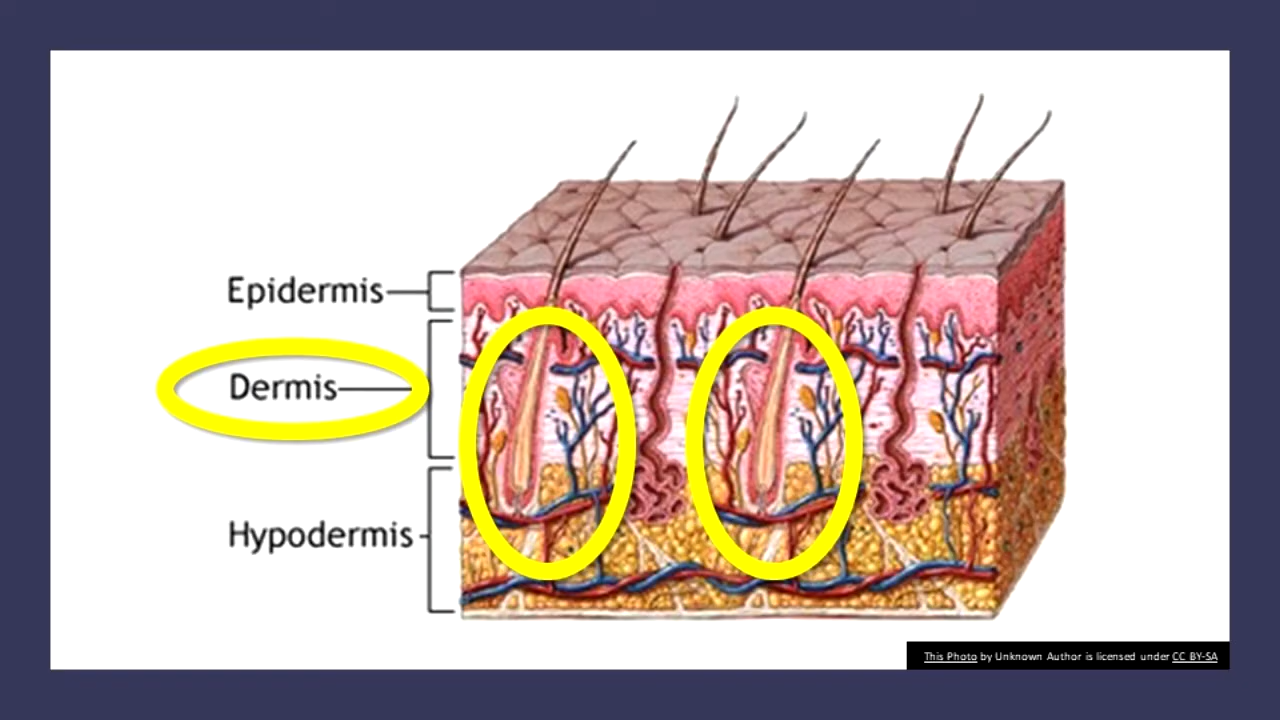 Epidermis
Dermis
Hypodermis
This Photo by Unknown Author is licensed under CC BY-SA